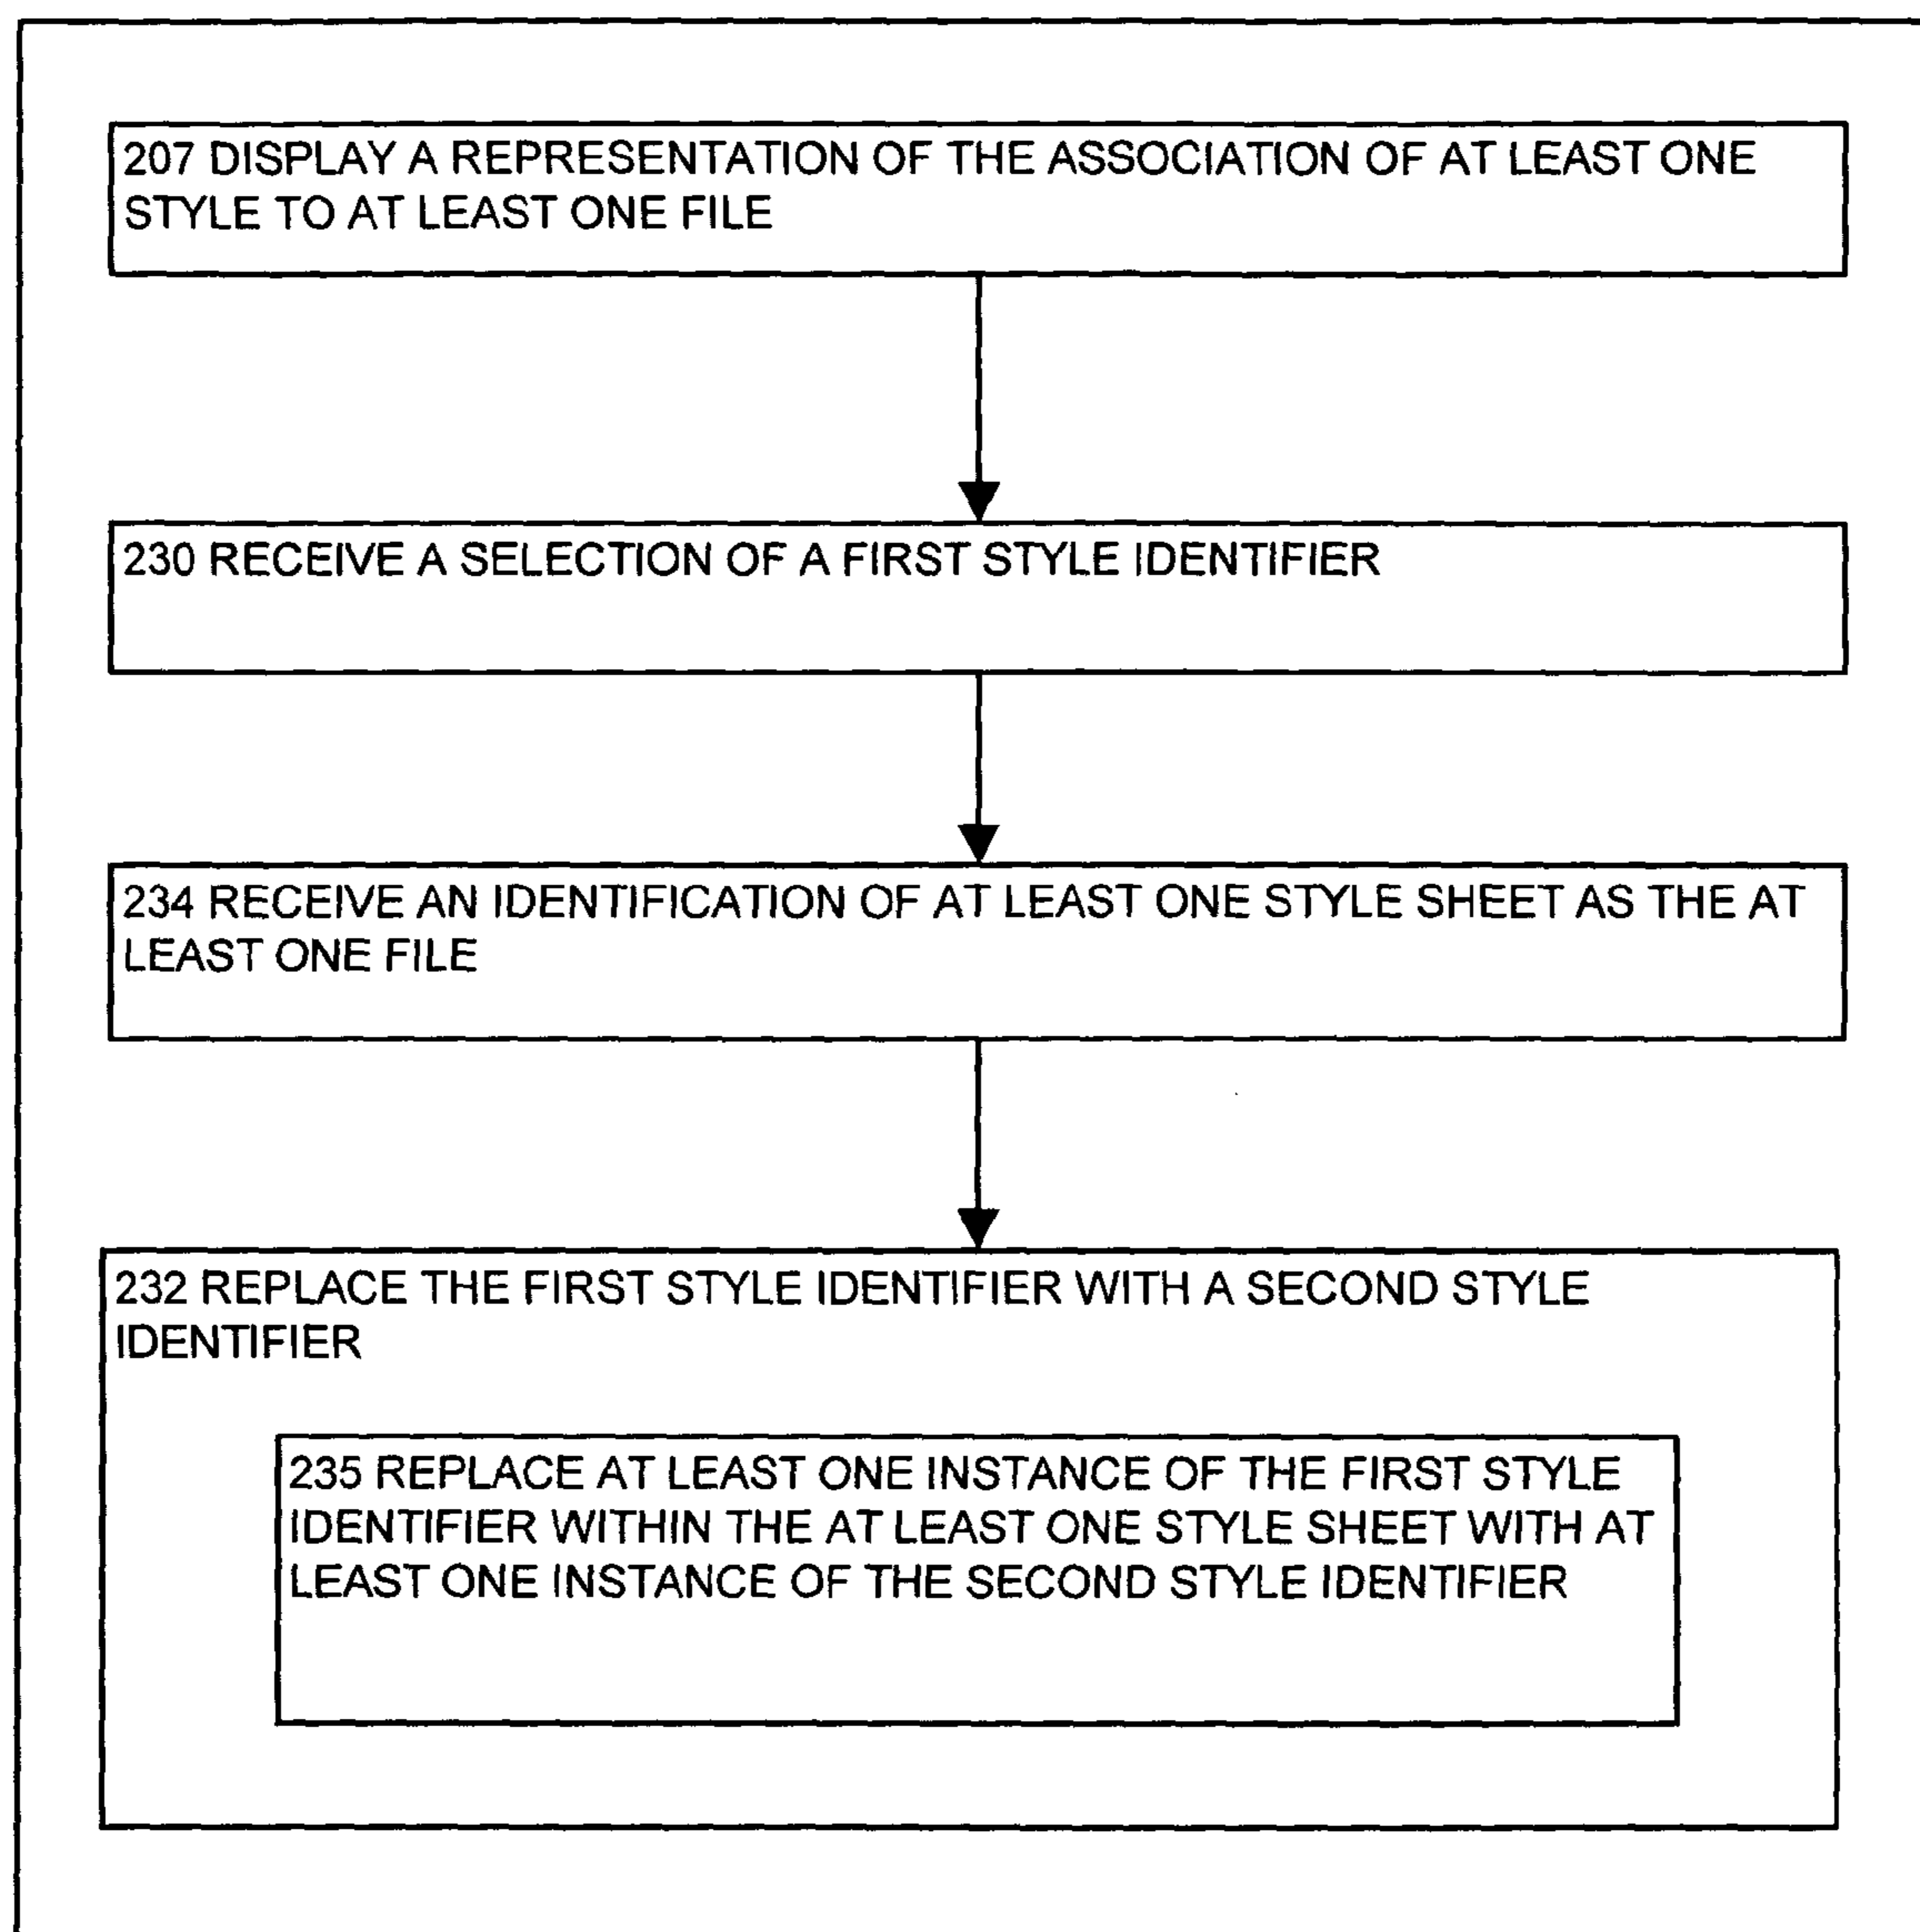 207 DISPLAY A REPRESENTATION OF THE ASSOCIATION OF AT LEAST ONE
STYLE TO AT LEAST ONE FILE
230 RECEIVE A SELECTION OF A FIRST STYLE IDENTIFIER
234 RECEIVE AN IDENTIFICATION OF AT LEAST ONE STYLE SHEET AS THE AT
LEAST ONE FILE
232 REPLACE THE FIRST STYLE IDENTIFIER WITH A SECOND STYLE
IDENTIFIER
235 REPLACE AT LEAST ONE INSTANCE OF THE FIRST STYLE
IDENTIFIER WITHIN THE AT LEAST ONE STYLE SHEET WITH AT
LEAST ONE INSTANCE OF THE SECOND STYLE IDENTIFIER